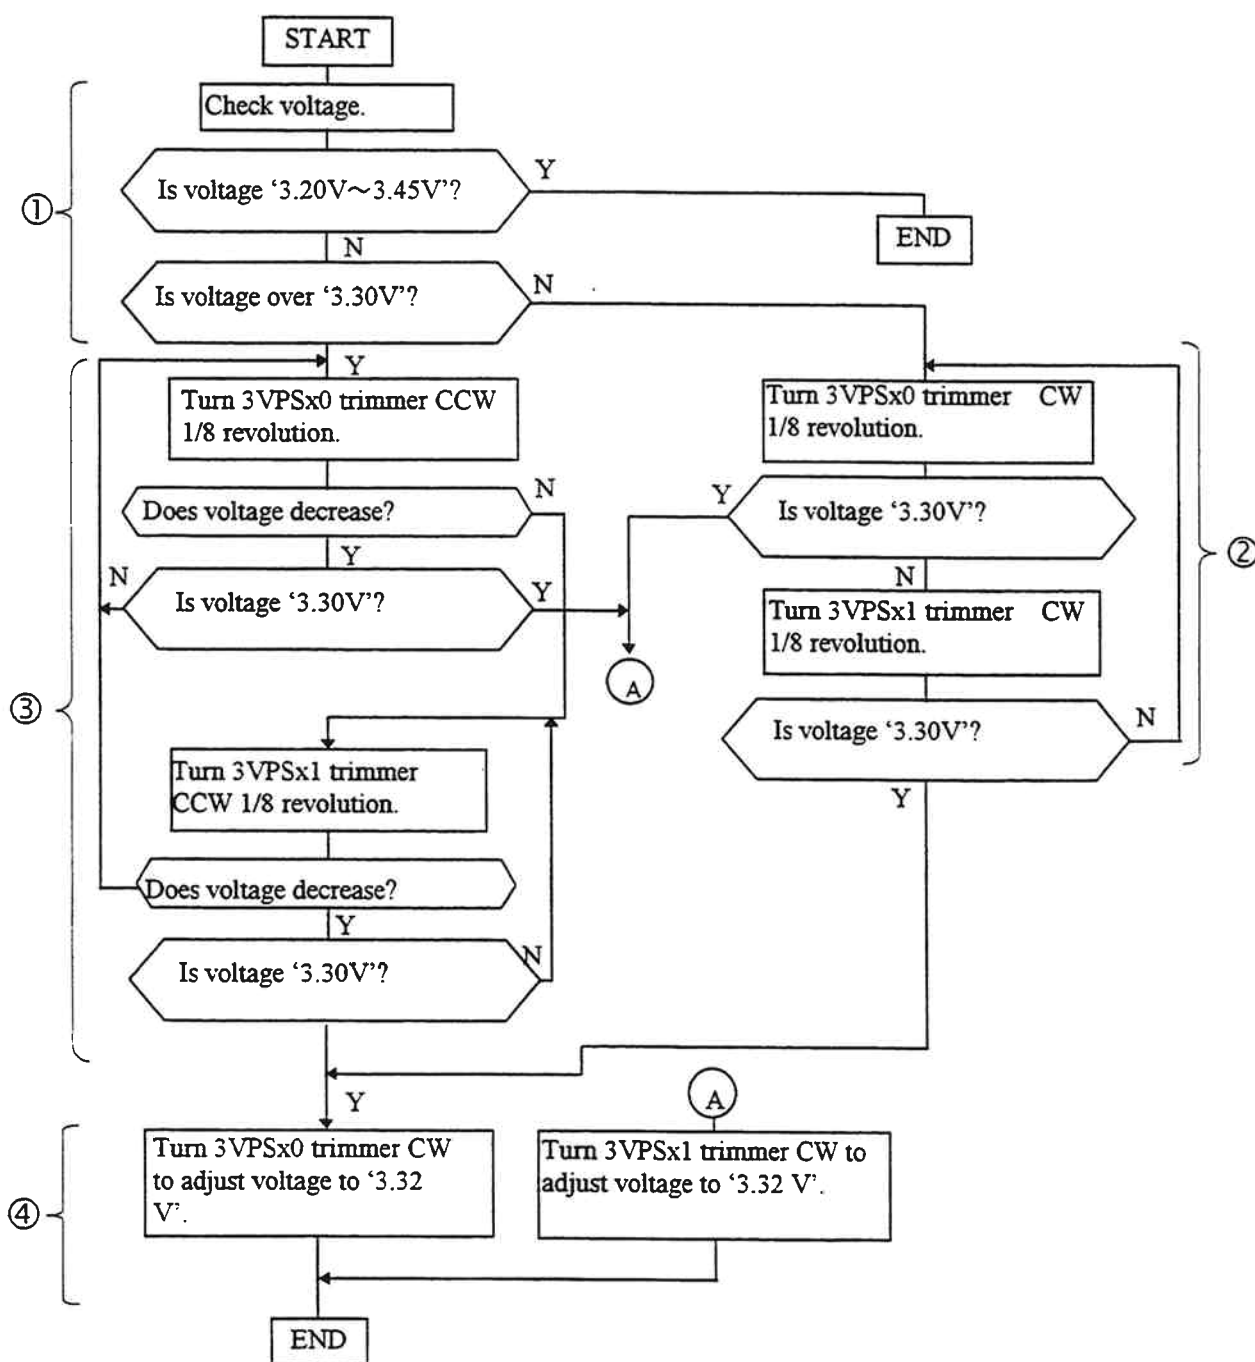 START
Check voltage.
①
Is voltage ‘3.20V～3.45V’?
Y
END
N
Is voltage over ‘3.30V’?
N
Y
Turn 3VPSx0 trimmer CCW
1/8 revolution.
Does voltage decrease?
N
Y
N
Is voltage ‘3.30V’?
Y
A
③
Turn 3VPSx1 trimmer
CCW 1/8 revolution.
Does voltage decrease?
Y
Is voltage ‘3.30V’?
N
Turn 3VPSx0 trimmer CW
1/8 revolution.
Y
Is voltage ‘3.30V’?
②
N
Turn 3VPSx1 trimmer CW
1/8 revolution.
Is voltage ‘3.30V’?
N
Y
Y
A
④
Turn 3VPSx0 trimmer CW
to adjust voltage to ‘3.32
V’.
Turn 3VPSx1 trimmer CW to
adjust voltage to ‘3.32 V’.
END